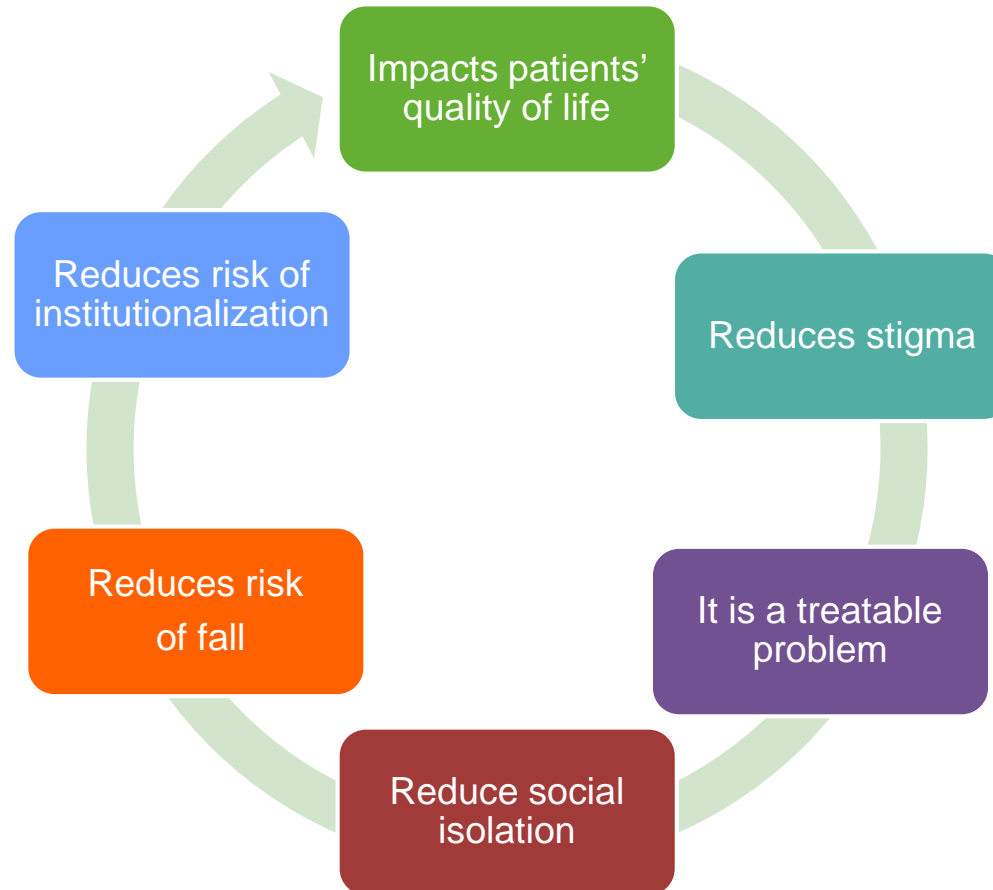 Impacts patients’
quality of life
Reduces stigma
It is a treatable
problem
Reduce social
isolation
Reduces risk
of fall
Reduces risk of
institutionalization